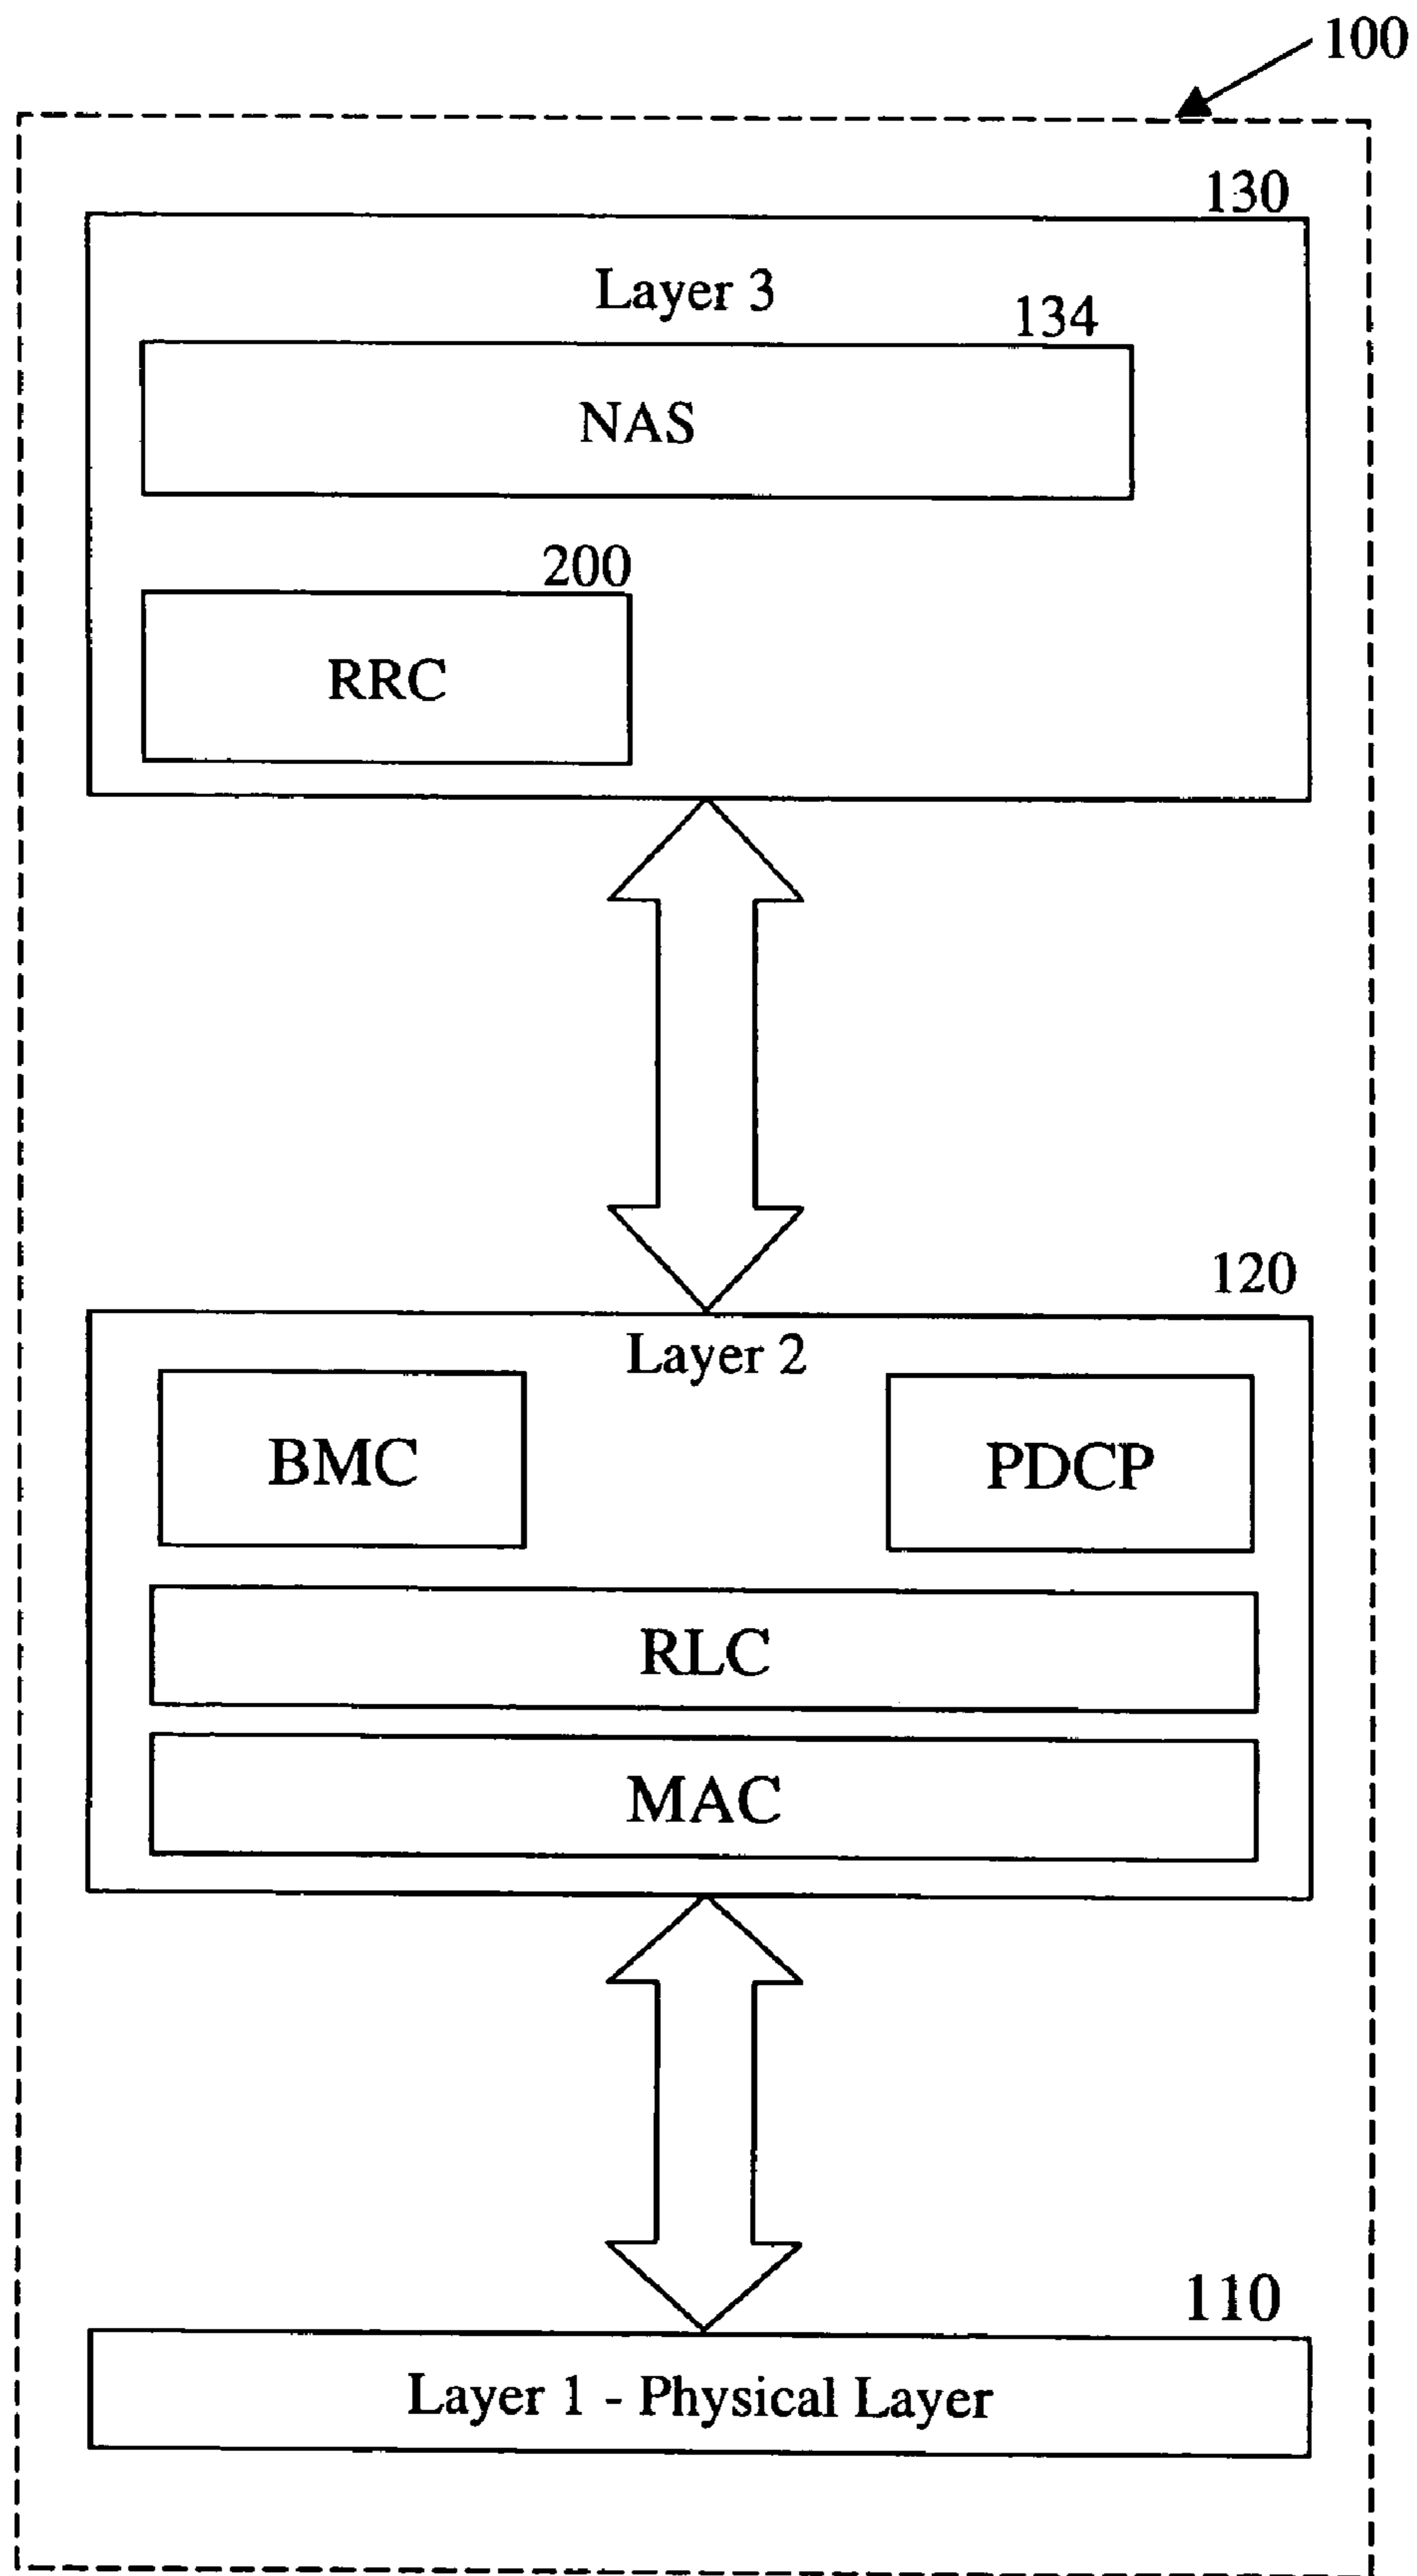 100
130
Layer 3
134
NAS
200
RRC
120
Layer 2
BMC
PDCP
RLC
MAC
110
Layer 1 - Physical Layer